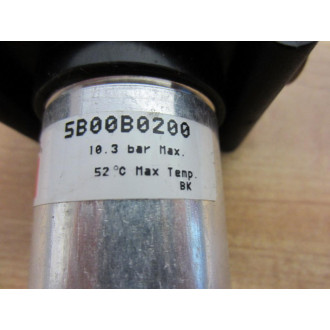 5B00B0200
10.3 bar Max.
52 °C Max Temp.
BK